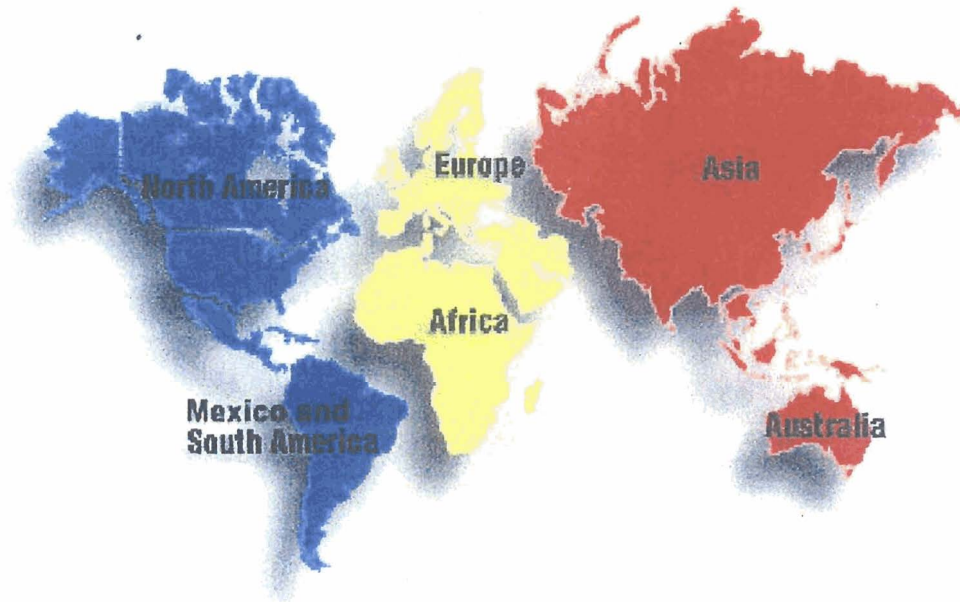 North America
Europe
Asia
Africa
Mexico and
South America
Australia